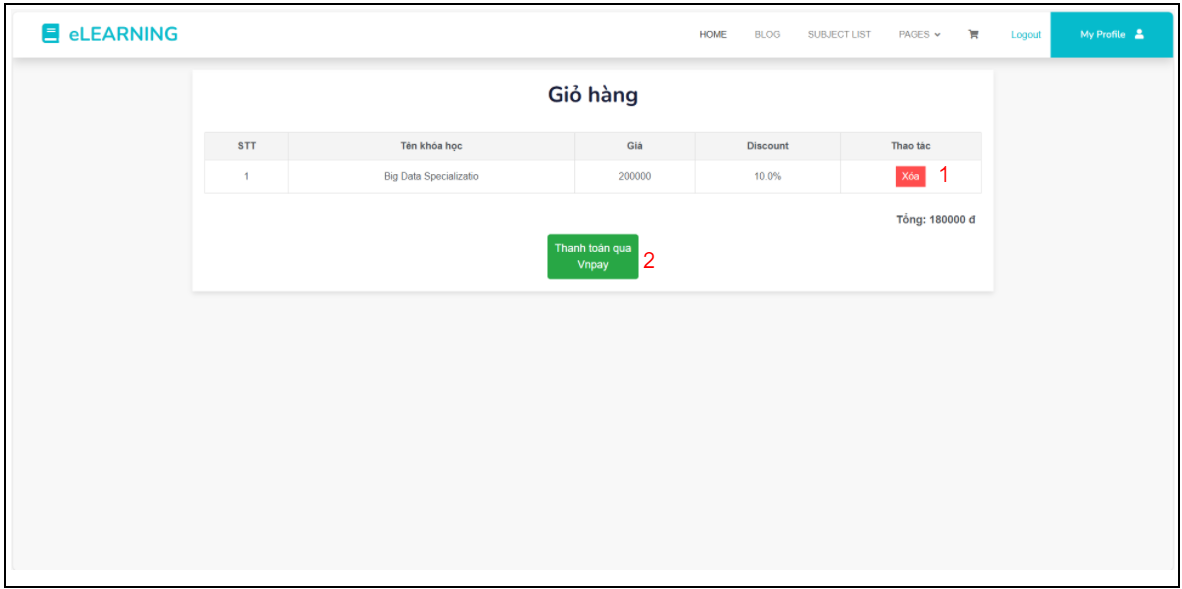 eLEARNING
HOME BLOG SUBJECT LIST PAGES Logout My Profile
Giỏ hàng
STT Tên khóa học Giá Discount Thao tác
1 Big Data Specializatio 200000 10.0% Xóa 1
Tổng: 180000 đ
Thanh toán qua
Vnpay 2